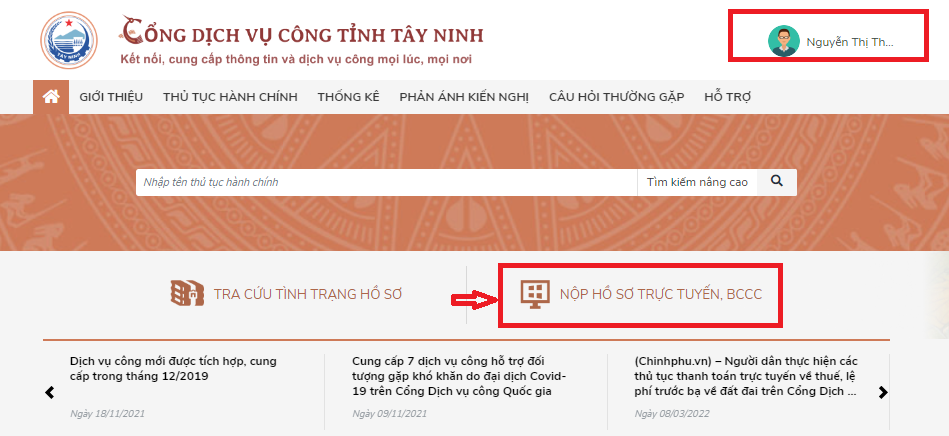 TÂY NINH
CỔNG DỊCH VỤ CÔNG TỈNH TÂY NINH
Kết nối, cung cấp thông tin và dịch vụ công mọi lúc, mọi nơi
Nguyễn Thị Th...
GIỚI THIỆU THỦ TỤC HÀNH CHÍNH THỐNG KÊ PHẢN ÁNH KIẾN NGHỊ CÂU HỎI THƯỜNG GẶP HỖ TRỢ
Nhập tên thủ tục hành chính Tìm kiếm nâng cao
TRA CỨU TÌNH TRẠNG HỒ SƠ
NỘP HỒ SƠ TRỰC TUYẾN, BCCC
Dịch vụ công mới được tích hợp, cung
cấp trong tháng 12/2019
Ngày 18/11/2021
Cung cấp 7 dịch vụ công hỗ trợ đối
tượng gặp khó khăn do đại dịch Covid-
19 trên Cổng Dịch vụ công Quốc gia
Ngày 09/11/2021
(Chinhphu.vn) – Người dân thực hiện các
thủ tục thanh toán trực tuyến về thuế, lệ
phí trước bạ về đất đai trên Cổng Dịch ...
Ngày 08/03/2022